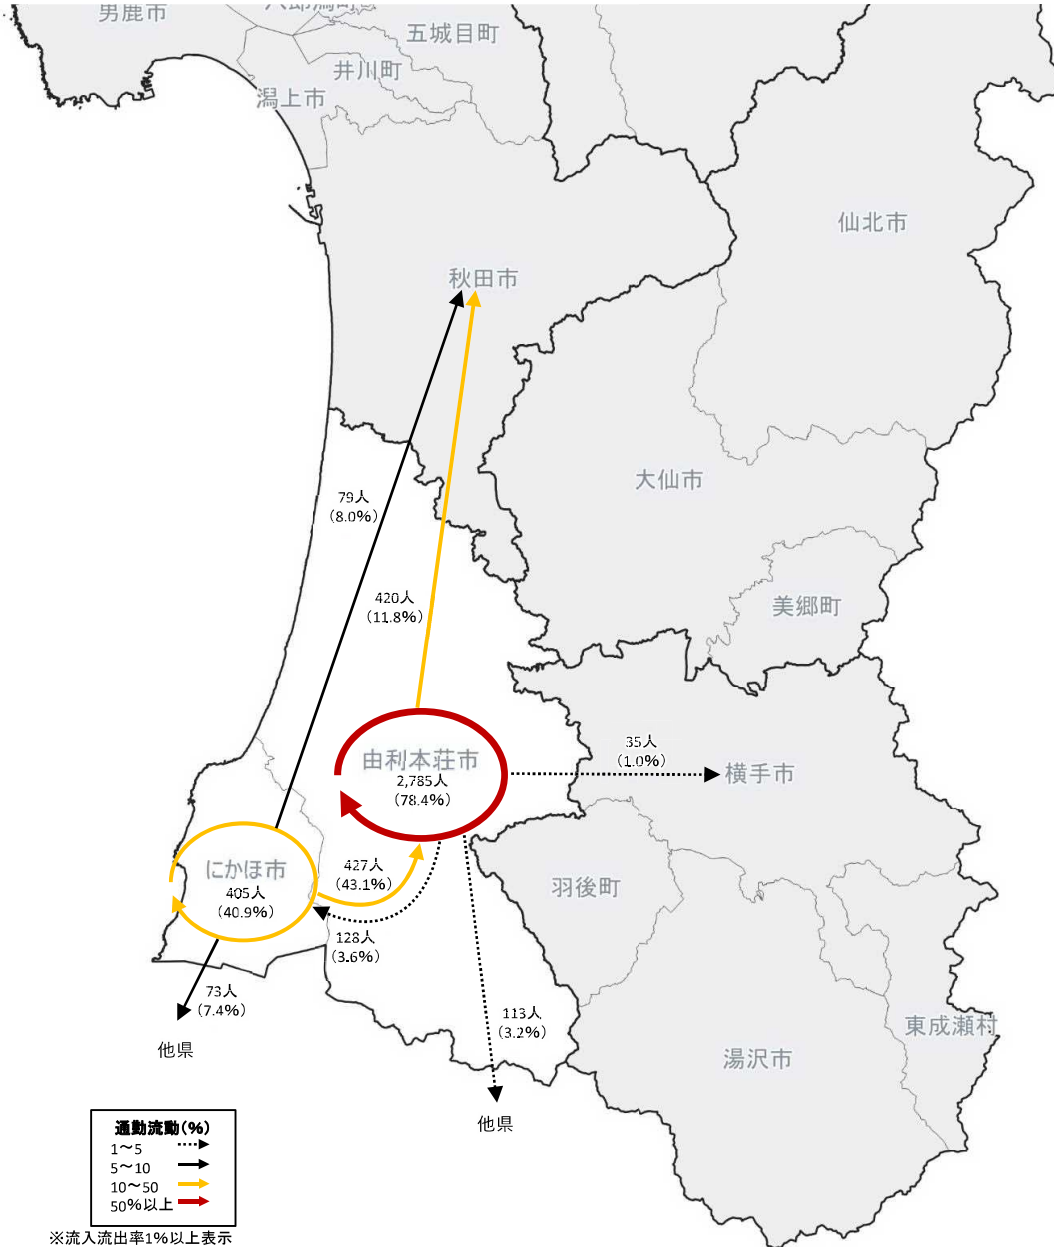 男鹿市
八郎潟町
五城目町
井川町
潟上市
仙北市
秋田市
大仙市
79人
(8.0%)
420人
(11.8%)
美郷町
由利本荘市
2,785人
(78.4%)
35人
(1.0%)
横手市
にかほ市
405人
(40.9%)
427人
(43.1%)
羽後町
128人
(3.6%)
73人
(7.4%)
他県
113人
(3.2%)
東成瀬村
湯沢市
他県
通勤流動(%)
1～5
5～10
10～50
50%以上
※流入流出率1%以上表示